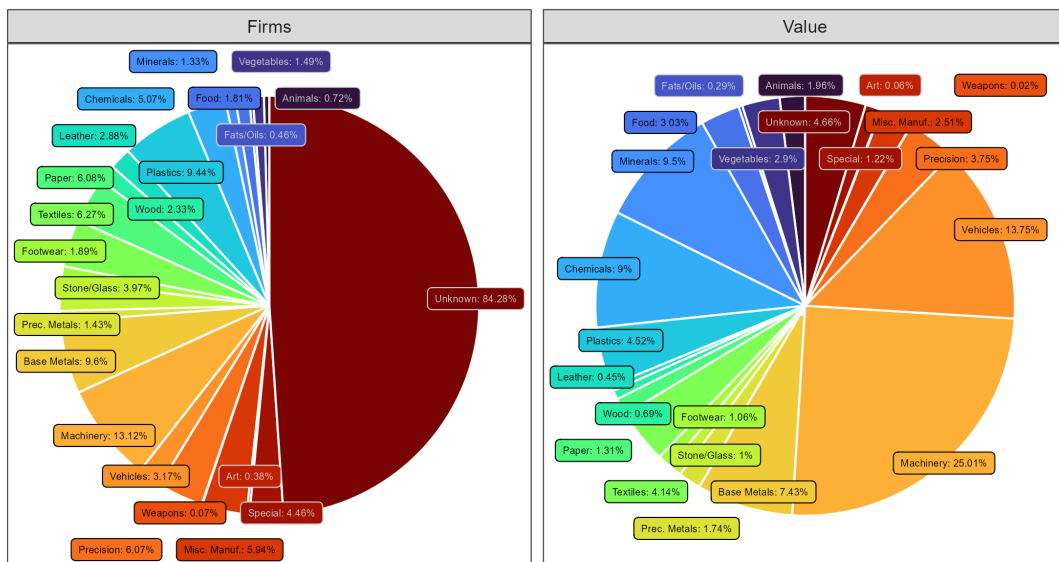 Firms
Minerals: 1.33%
Vegetables: 1.49%
Chemicals: 5.07%
Food: 1.81%
Animals: 0.72%
Leather: 2.88%
Fats/Oils: 0.46%
Paper: 6.08%
Plastics: 9.44%
Textiles: 6.27%
Wood: 2.33%
Footwear: 1.89%
Stone/Glass: 3.97%
Unknown: 84.28%
Prec. Metals: 1.43%
Base Metals: 9.6%
Machinery: 13.12%
Vehicles: 3.17%
Art: 0.38%
Weapons: 0.07%
Special: 4.46%
Precision: 6.07%
Misc. Manuf.: 5.94%
Value
Fats/Oils: 0.29%
Animals: 1.96%
Art: 0.06%
Weapons: 0.02%
Food: 3.03%
Unknown: 4.66%
Misc. Manuf.: 2.51%
Minerals: 9.5%
Vegetables: 2.9%
Special: 1.22%
Precision: 3.75%
Vehicles: 13.75%
Chemicals: 9%
Plastics: 4.52%
Leather: 0.45%
Wood: 0.69%
Footwear: 1.06%
Paper: 1.31%
Stone/Glass: 1%
Machinery: 25.01%
Textiles: 4.14%
Base Metals: 7.43%
Prec. Metals: 1.74%